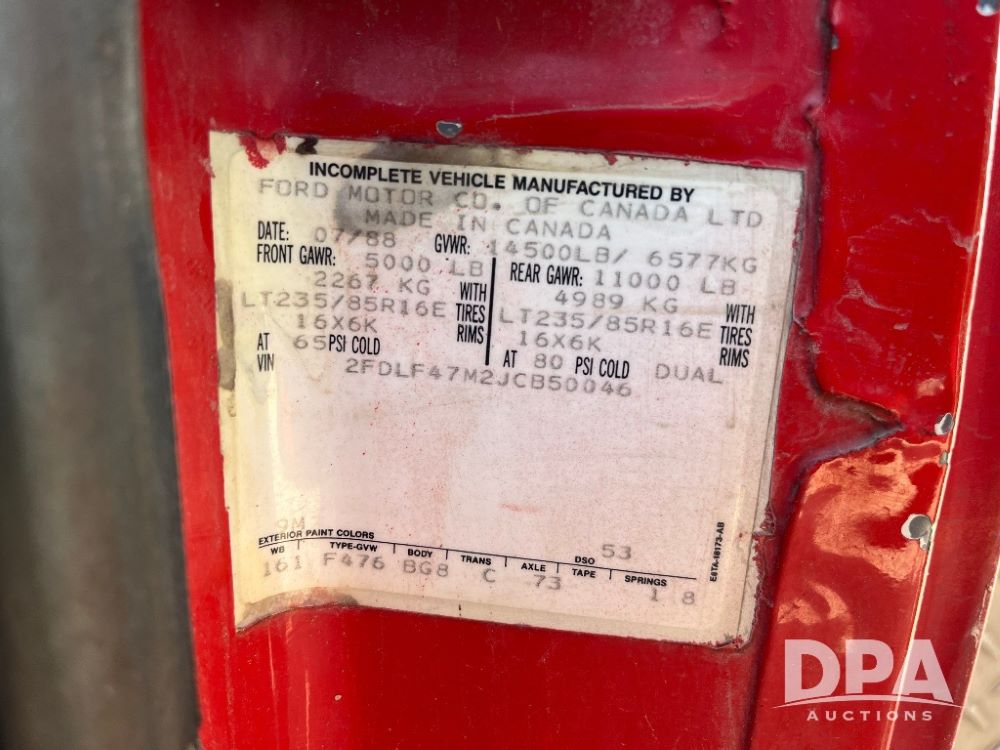 INCOMPLETE VEHICLE MANUFACTURED BY
FORD MOTOR CO. OF CANADA LTD
MADE IN CANADA
DATE: 07/88 GVWR: 14500LB/ 6577KG
FRONT GAWR: 5000 LB REAR GAWR: 11000 LB
2267 KG WITH 4989 KG WITH
LT235/85R16E TIRES LT235/85R16E TIRES
16X6K RIMS 16X6K RIMS
AT 65 PSI COLD AT 80 PSI COLD DUAL
VIN 2FDLF47M2JCB50046
9M
EXTERIOR PAINT COLORS DSO 53
WB TYPE-GVW BODY TRANS AXLE TAPE SPRINGS
161 F476 BG8 C 73 1 8
E8TA-18173-AB
DPA
AUCTIONS